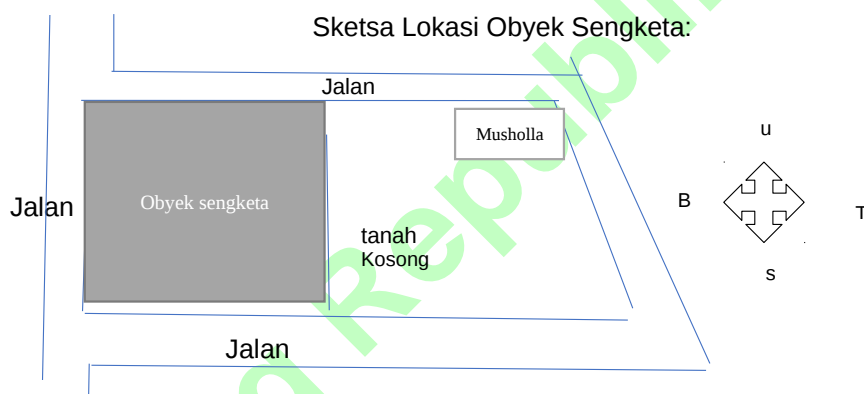 Sketsa Lokasi Obyek Sengketa:
Jalan
Musholla
u
Jalan
Obyek sengketa
B
T
tanah
Kosong
s
Jalan